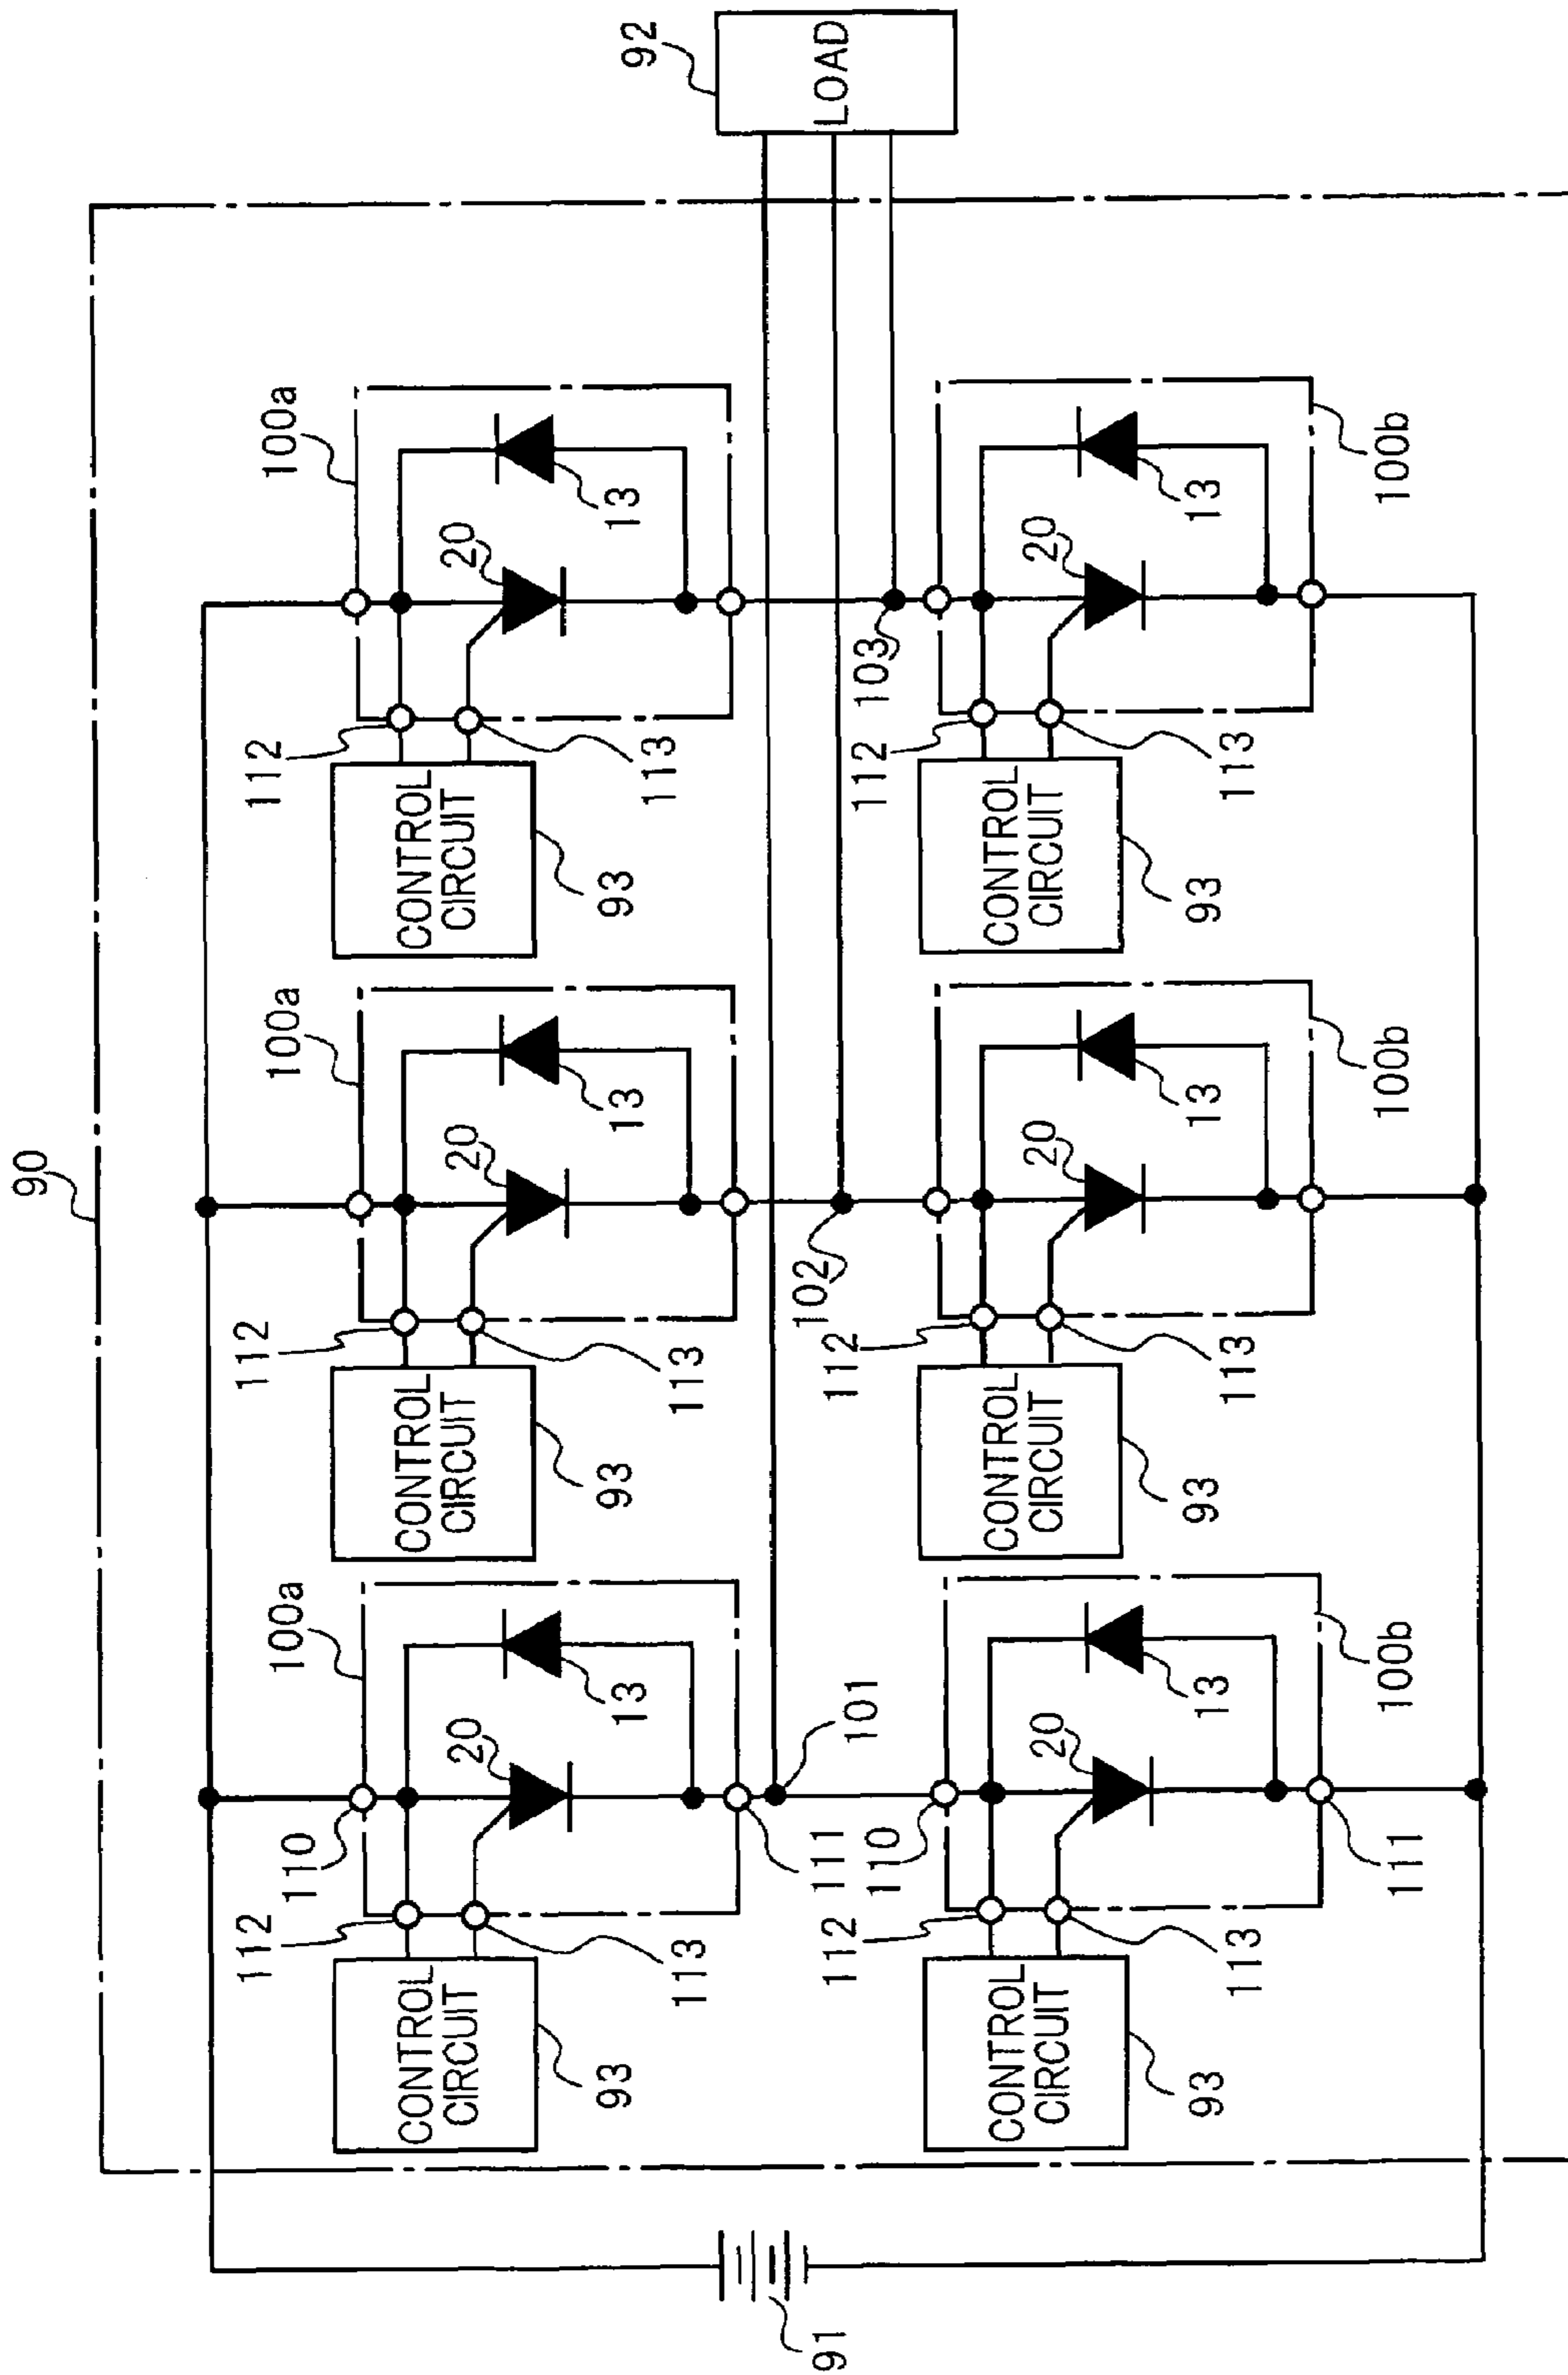 90
92
LOAD
100a
20
13
112
113
CONTROL
CIRCUIT
93
103
100b
20
13
112
113
CONTROL
CIRCUIT
93
100a
20
13
112
113
CONTROL
CIRCUIT
93
102
100b
20
13
112
113
CONTROL
CIRCUIT
93
100a
20
13
110
112
113
CONTROL
CIRCUIT
93
111
101
110
100b
20
13
112
113
CONTROL
CIRCUIT
93
111
91